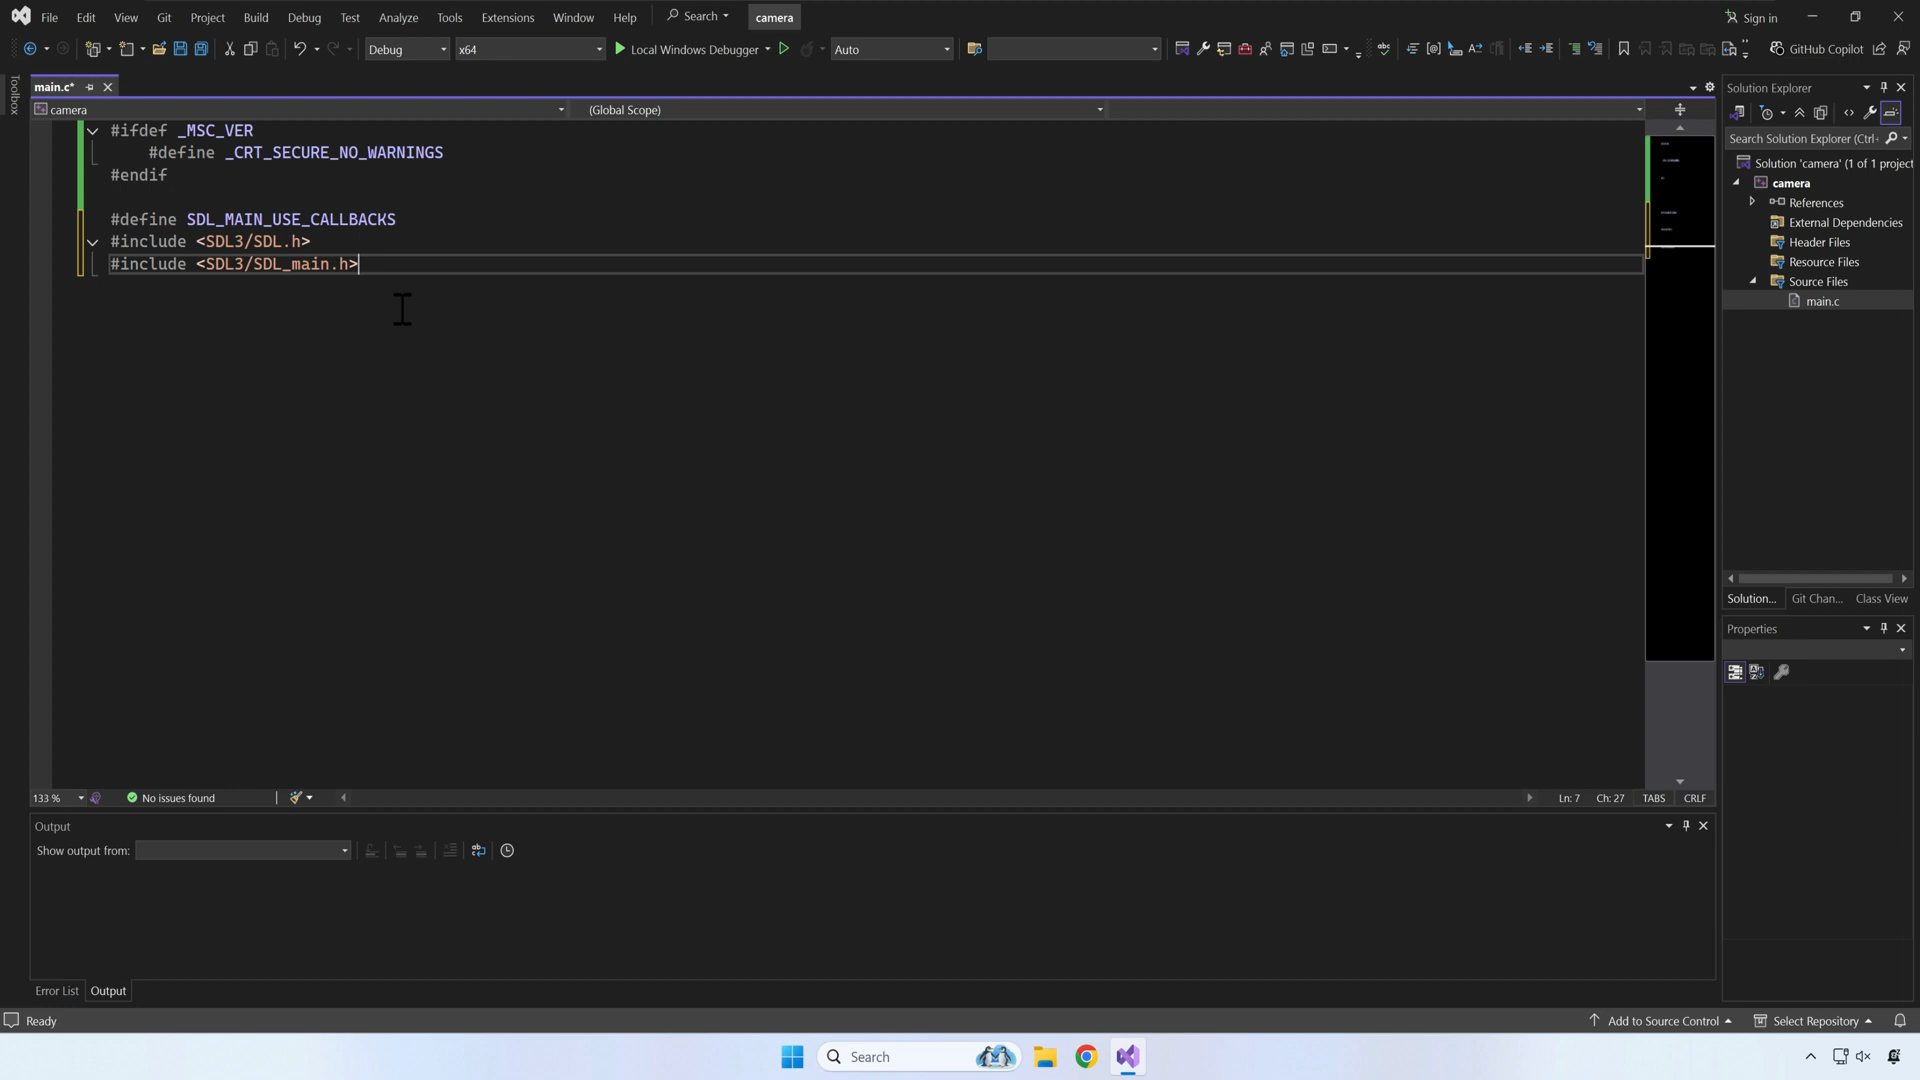 File Edit View Git Project Build Debug Test Analyze Tools Extensions Window Help Search camera Sign in
Debug x64 Local Windows Debugger Auto GitHub Copilot
Toolbox
main.c*
camera (Global Scope)
#ifdef _MSC_VER
#define _CRT_SECURE_NO_WARNINGS
#endif
#define SDL_MAIN_USE_CALLBACKS
#include <SDL3/SDL.h>
#include <SDL3/SDL_main.h>
133 % No issues found Ln: 7 Ch: 27 TABS CRLF
Output
Show output from:
Error List Output
Solution Explorer
Search Solution Explorer (Ctrl+
Solution 'camera' (1 of 1 project
camera
References
External Dependencies
Header Files
Resource Files
Source Files
main.c
Solution... Git Chan... Class View
Properties
Ready Add to Source Control Select Repository
Search